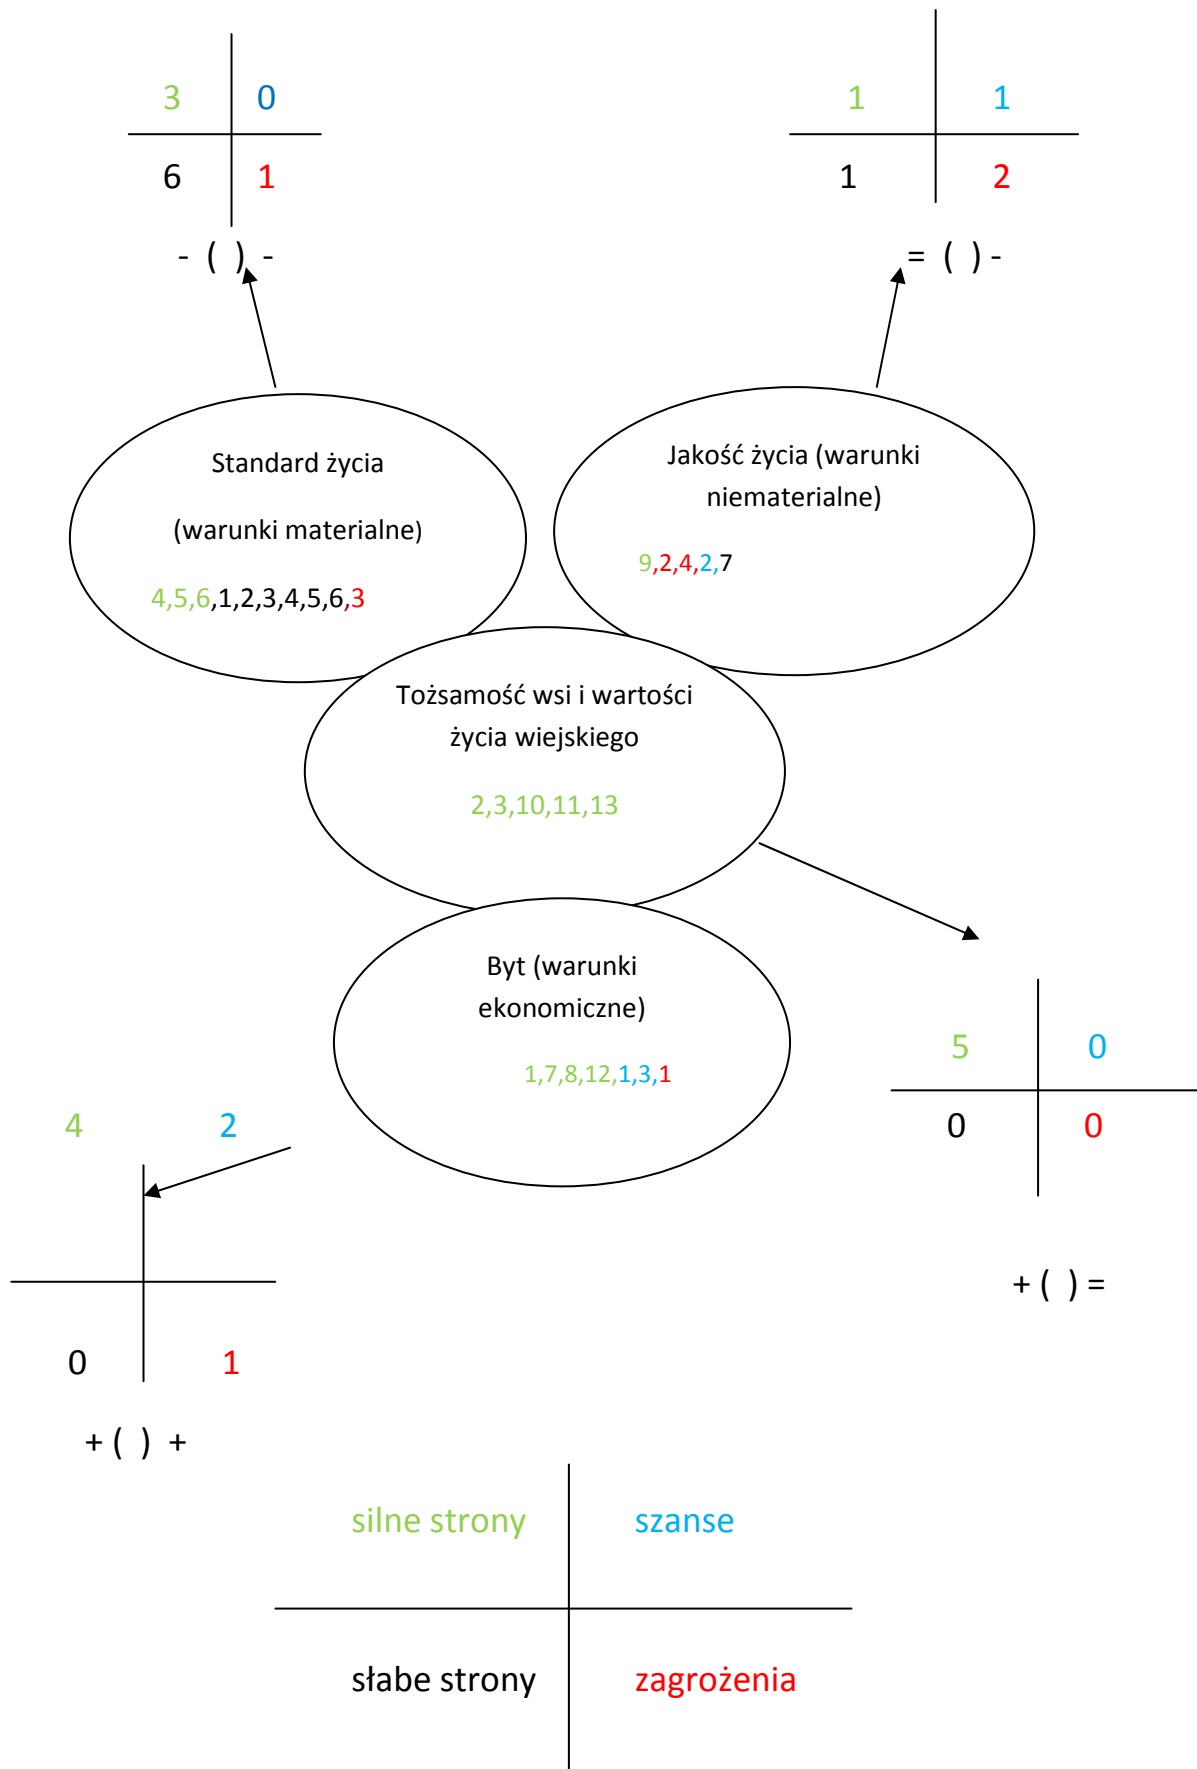 3 0
6 1
- ( ) -
1 1
1 2
= ( ) -
Standard życia
(warunki materialne)
4,5,6,1,2,3,4,5,6,3
Jakość życia (warunki
niematerialne)
9,2,4,2,7
Tożsamość wsi i wartości
życia wiejskiego
2,3,10,11,13
Byt (warunki
ekonomiczne)
1,7,8,12,1,3,1
5 0
0 0
+ ( ) =
4 2
0 1
+ ( ) +
silne strony szanse
słabe strony zagrożenia